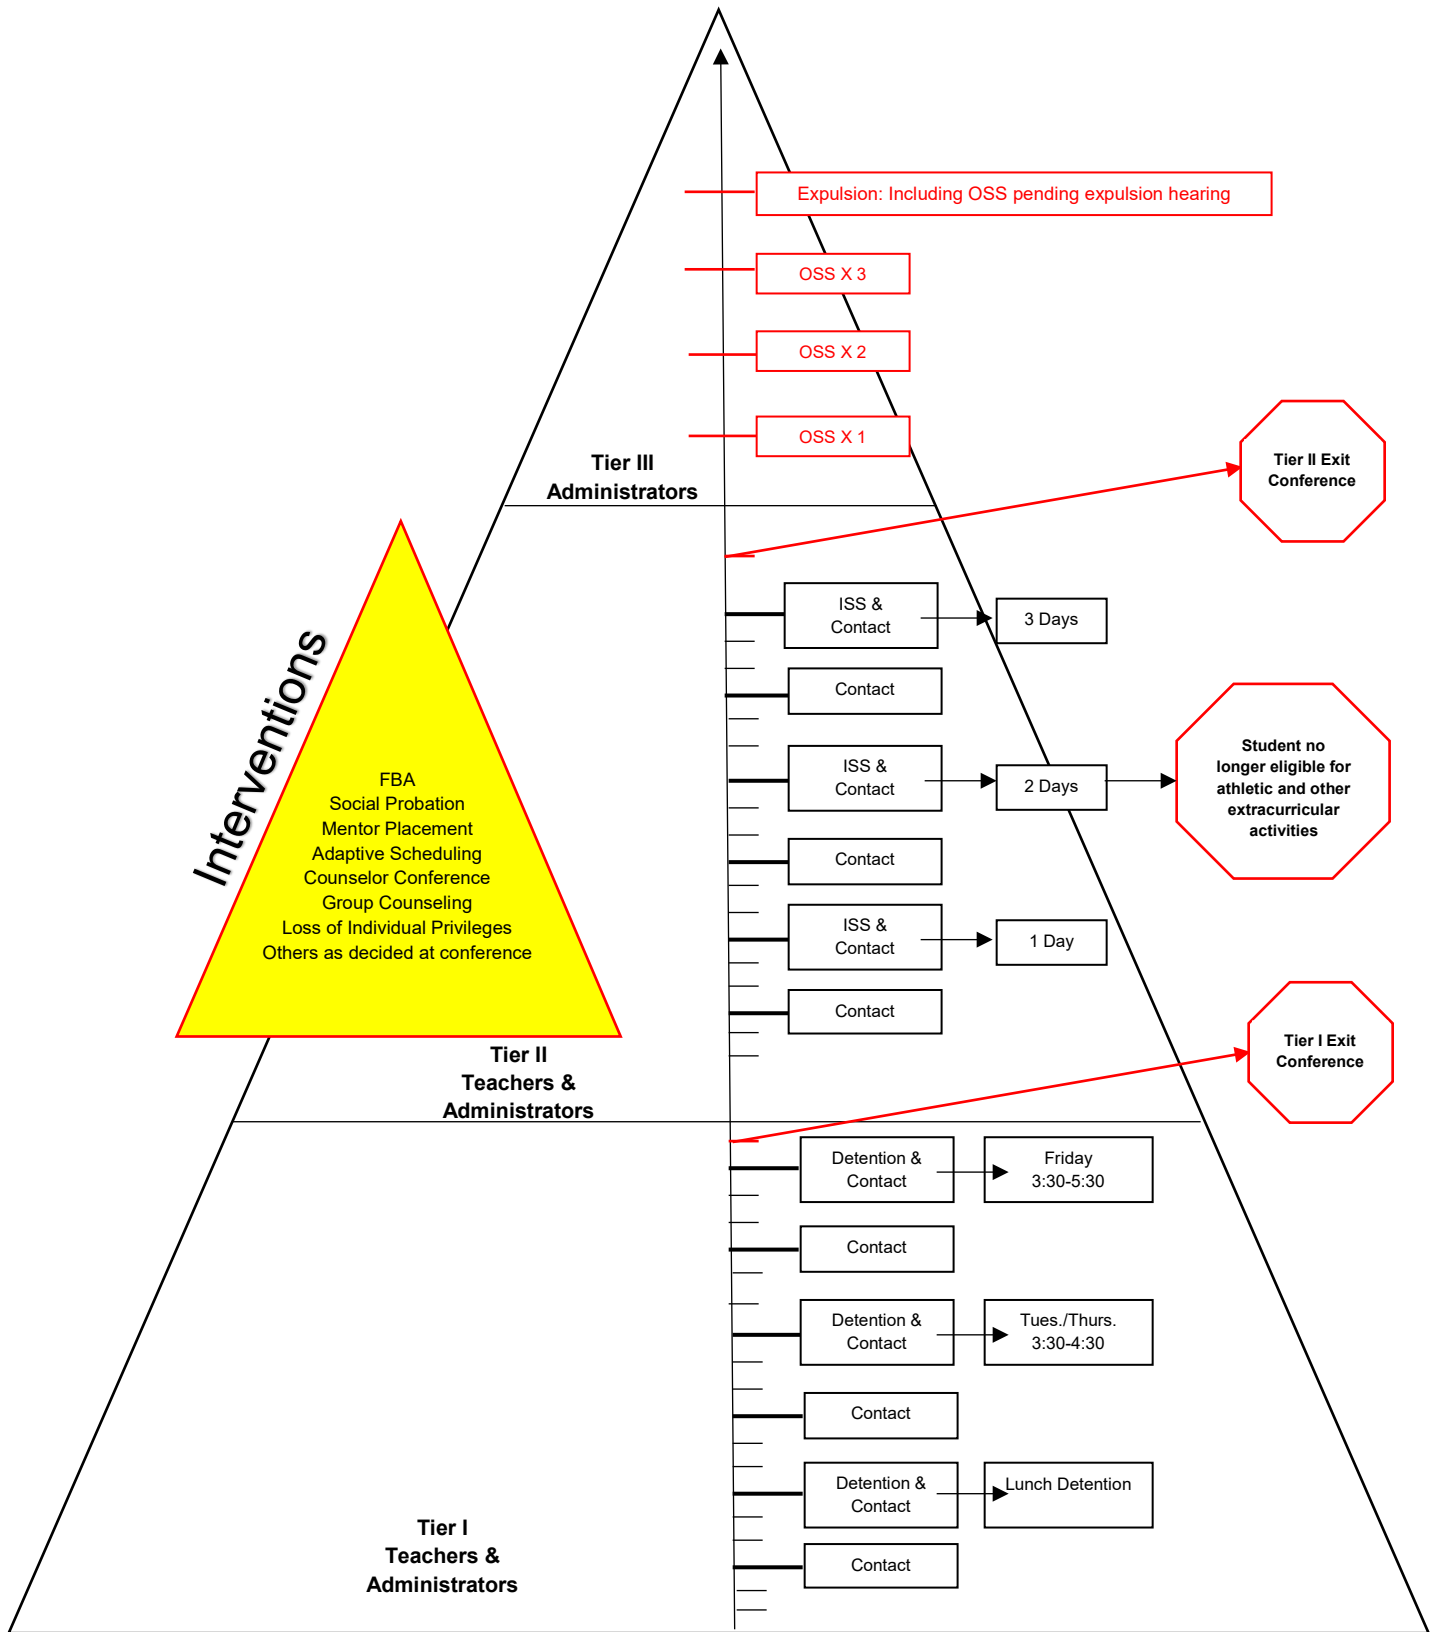 Expulsion: Including OSS pending expulsion hearing
OSS X 3
OSS X 2
OSS X 1
Tier III
Administrators
Tier II Exit
Conference
ISS &
Contact
3 Days
Contact
ISS &
Contact
2 Days
Student no
longer eligible for
athletic and other
extracurricular
activities
Contact
ISS &
Contact
1 Day
Contact
Interventions
FBA
Social Probation
Mentor Placement
Adaptive Scheduling
Counselor Conference
Group Counseling
Loss of Individual Privileges
Others as decided at conference
Tier II
Teachers &
Administrators
Tier I Exit
Conference
Detention &
Contact
Friday
3:30-5:30
Contact
Detention &
Contact
Tues./Thurs.
3:30-4:30
Contact
Detention &
Contact
Lunch Detention
Contact
Tier I
Teachers &
Administrators